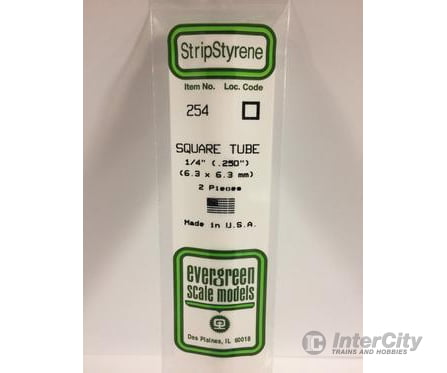 StripStyrene
Item No. Loc. Code
254
SQUARE TUBE
1/4" (.250")
(6.3 x 6.3 mm)
2 Pieces
Made in U.S.A.
evergreen
scale models
Des Plaines, IL 60018
InterCity
TRAINS AND HOBBIES